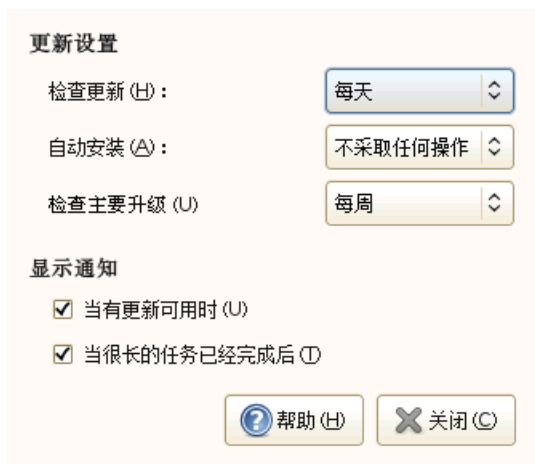 更新设置
检查更新(H)： 每天
自动安装(A)： 不采取任何操作
检查主要升级(U) 每周
显示通知
当有更新可用时(U)
当很长的任务已经完成后(T)
帮助(H) 关闭(C)